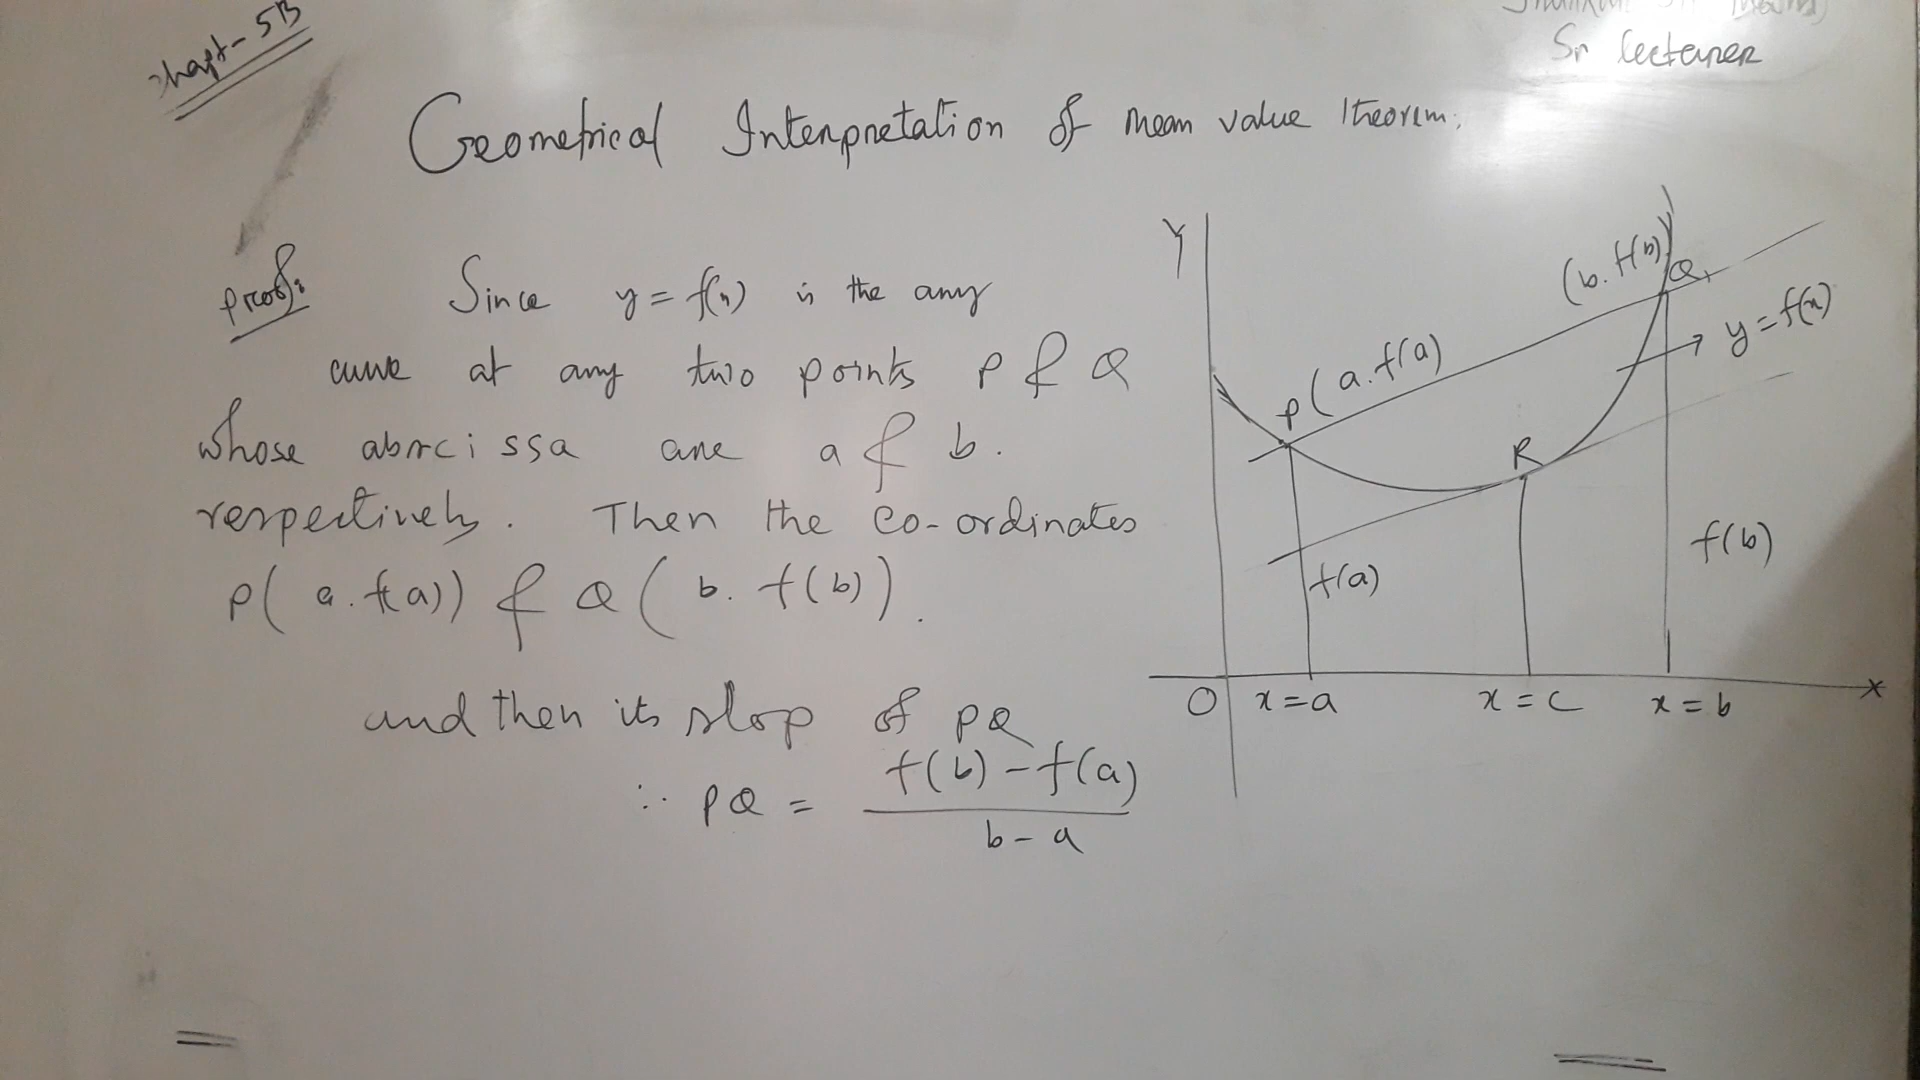 Chapt-5B
Sr lecturer
Geometrical Interpretation of mean value theorem.
Proof: Since y = f(x) is the any
curve at any two points P & Q
whose abscissa are a & b.
respectively. Then the co-ordinates
P( a. f(a)) & Q ( b. f(b)).
and then its slop of PQ
∴ PQ = f(b) - f(a)
b - a
Y
(b. f(b)) Q
y = f(x)
P (a. f(a)
R
f(b)
f(a)
O x = a x = c x = b X